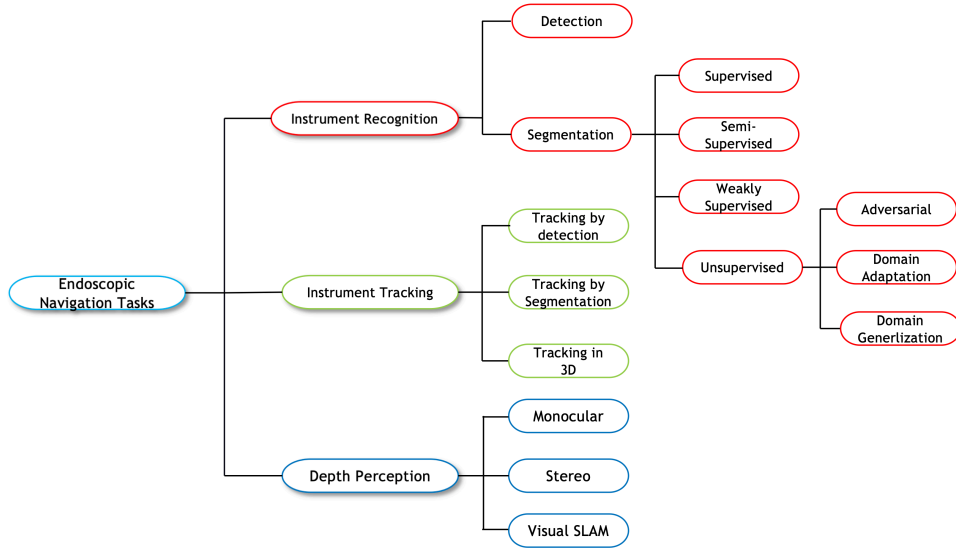 Detection
Supervised
Instrument Recognition
Segmentation
Semi-
Supervised
Weakly
Supervised
Adversarial
Tracking by
detection
Unsupervised
Domain
Adaptation
Endoscopic
Navigation Tasks
Instrument Tracking
Tracking by
Segmentation
Domain
Generlization
Tracking in
3D
Monocular
Depth Perception
Stereo
Visual SLAM